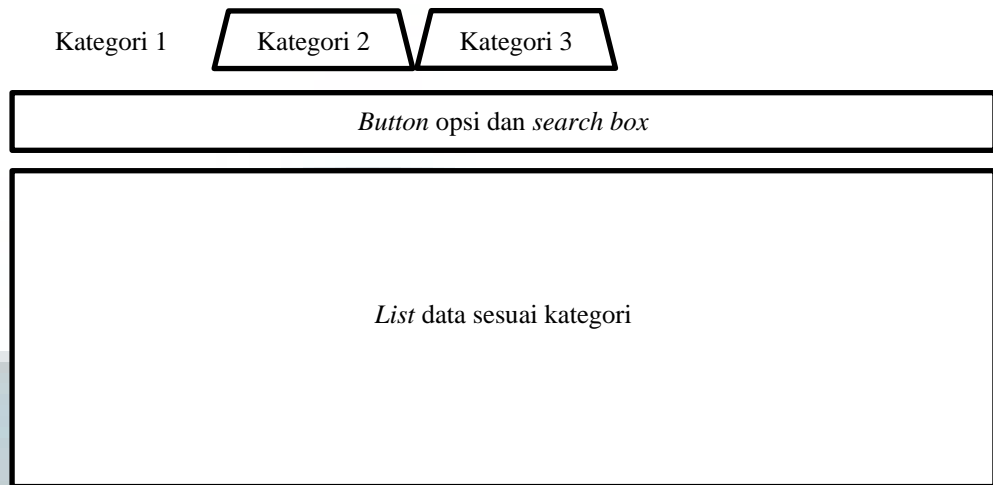 Kategori 1 Kategori 2 Kategori 3
Button opsi dan search box
List data sesuai kategori